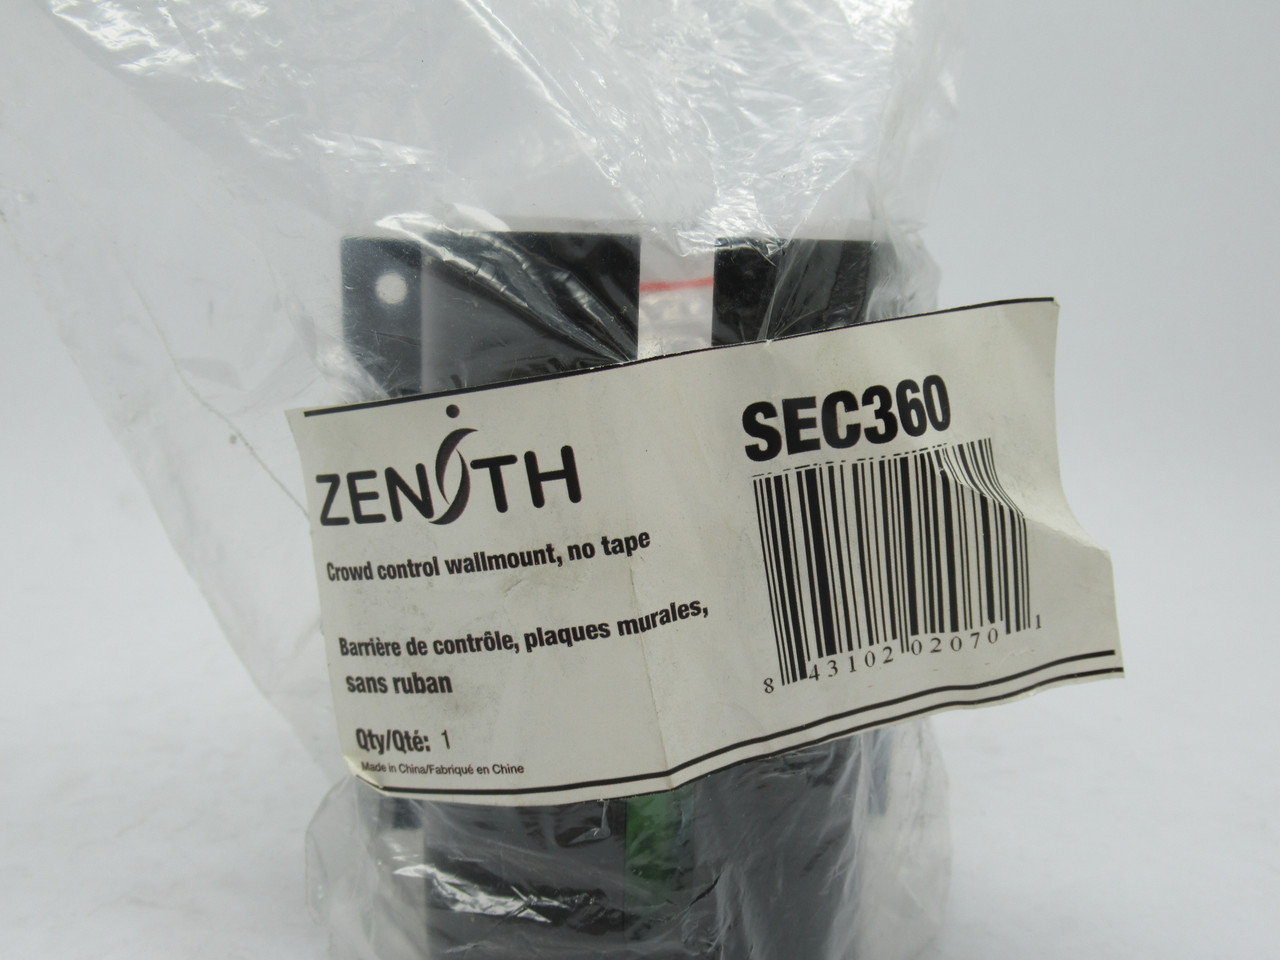 ZENITH
SEC360
Crowd control wallmount, no tape
Barrière de contrôle, plaques murales,
sans ruban
Qty/Qté: 1
Made in China/Fabriqué en Chine
8 43102 02070 1